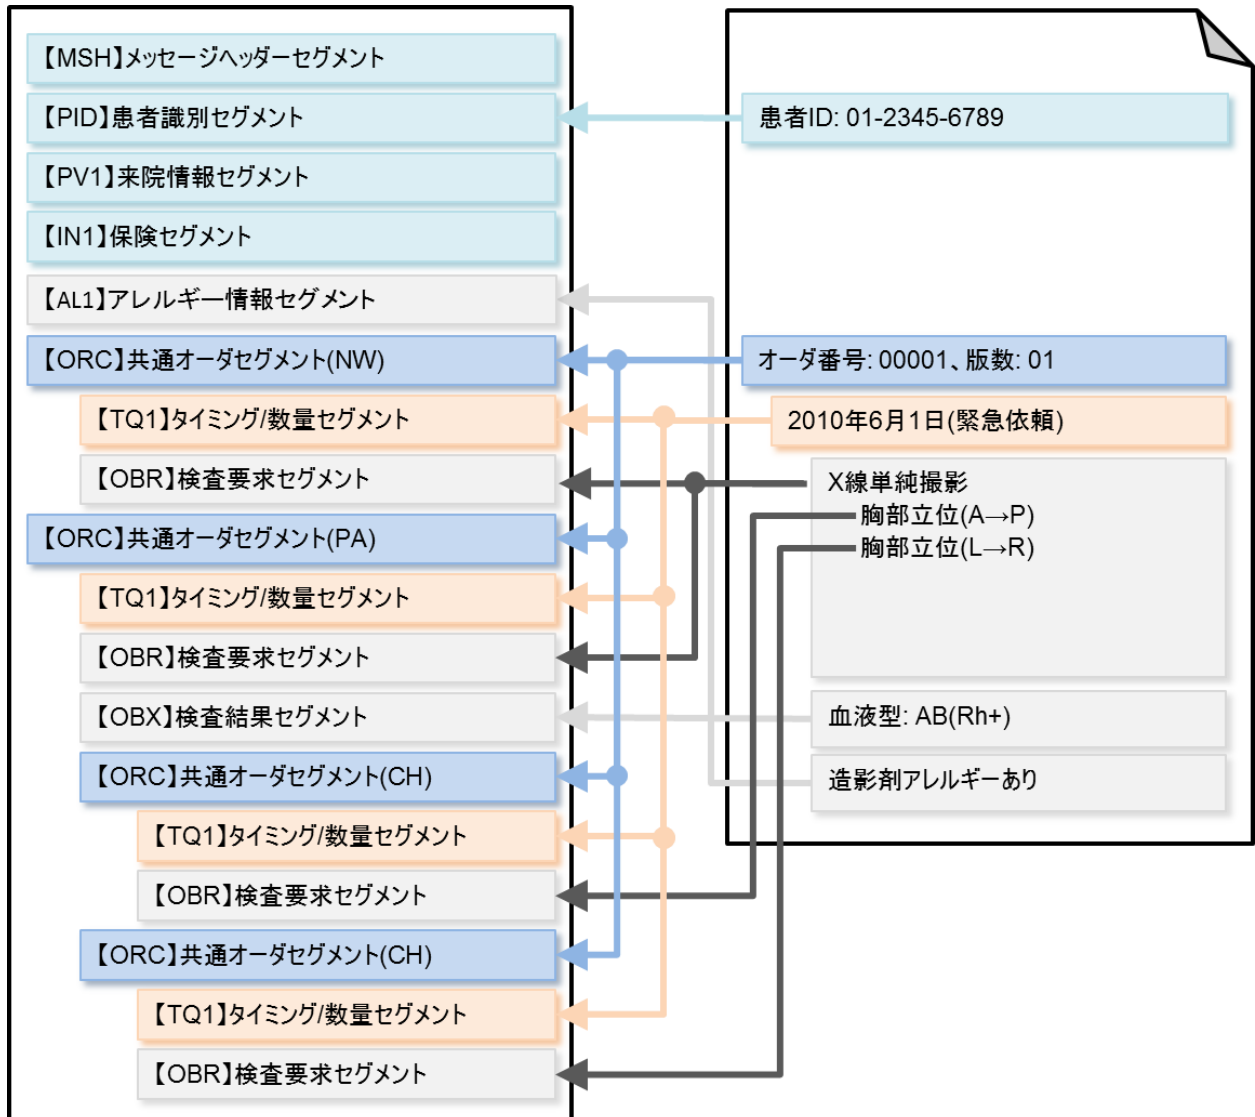 【MSH】メッセージヘッダーセグメント
【PID】患者識別セグメント
【PV1】来院情報セグメント
【IN1】保険セグメント
【AL1】アレルギー情報セグメント
【ORC】共通オーダセグメント(NW)
【TQ1】タイミング/数量セグメント
【OBR】検査要求セグメント
【ORC】共通オーダセグメント(PA)
【TQ1】タイミング/数量セグメント
【OBR】検査要求セグメント
【OBX】検査結果セグメント
【ORC】共通オーダセグメント(CH)
【TQ1】タイミング/数量セグメント
【OBR】検査要求セグメント
【ORC】共通オーダセグメント(CH)
【TQ1】タイミング/数量セグメント
【OBR】検査要求セグメント
患者ID: 01-2345-6789
オーダ番号: 00001、版数: 01
2010年6月1日(緊急依頼)
X線単純撮影
胸部立位(A→P)
胸部立位(L→R)
血液型: AB(Rh+)
造影剤アレルギーあり